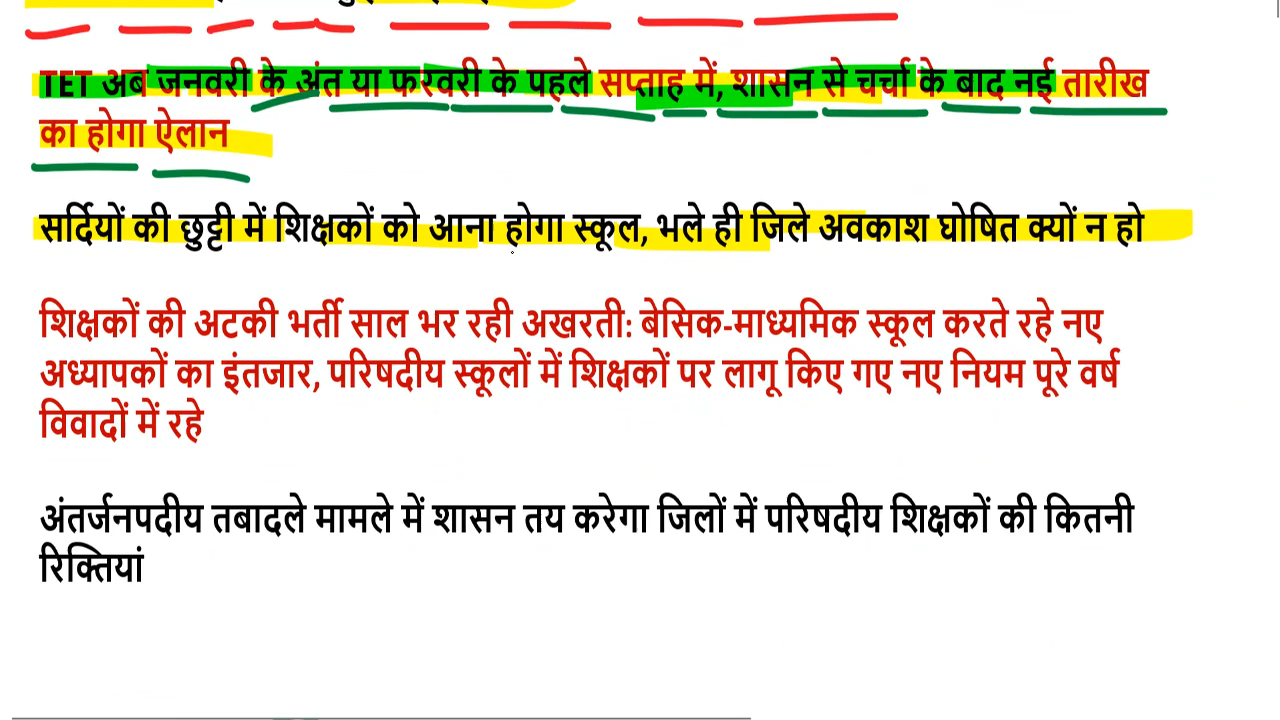 TET अब जनवरी के अंत या फरवरी के पहले सप्ताह में, शासन से चर्चा के बाद नई तारीख
का होगा ऐलान
सर्दियों की छुट्टी में शिक्षकों को आना होगा स्कूल, भले ही जिले अवकाश घोषित क्यों न हो
शिक्षकों की अटकी भर्ती साल भर रही अखरती: बेसिक-माध्यमिक स्कूल करते रहे नए
अध्यापकों का इंतजार, परिषदीय स्कूलों में शिक्षकों पर लागू किए गए नए नियम पूरे वर्ष
विवादों में रहे
अंतर्जनपदीय तबादले मामले में शासन तय करेगा जिलों में परिषदीय शिक्षकों की कितनी
रिक्तियां